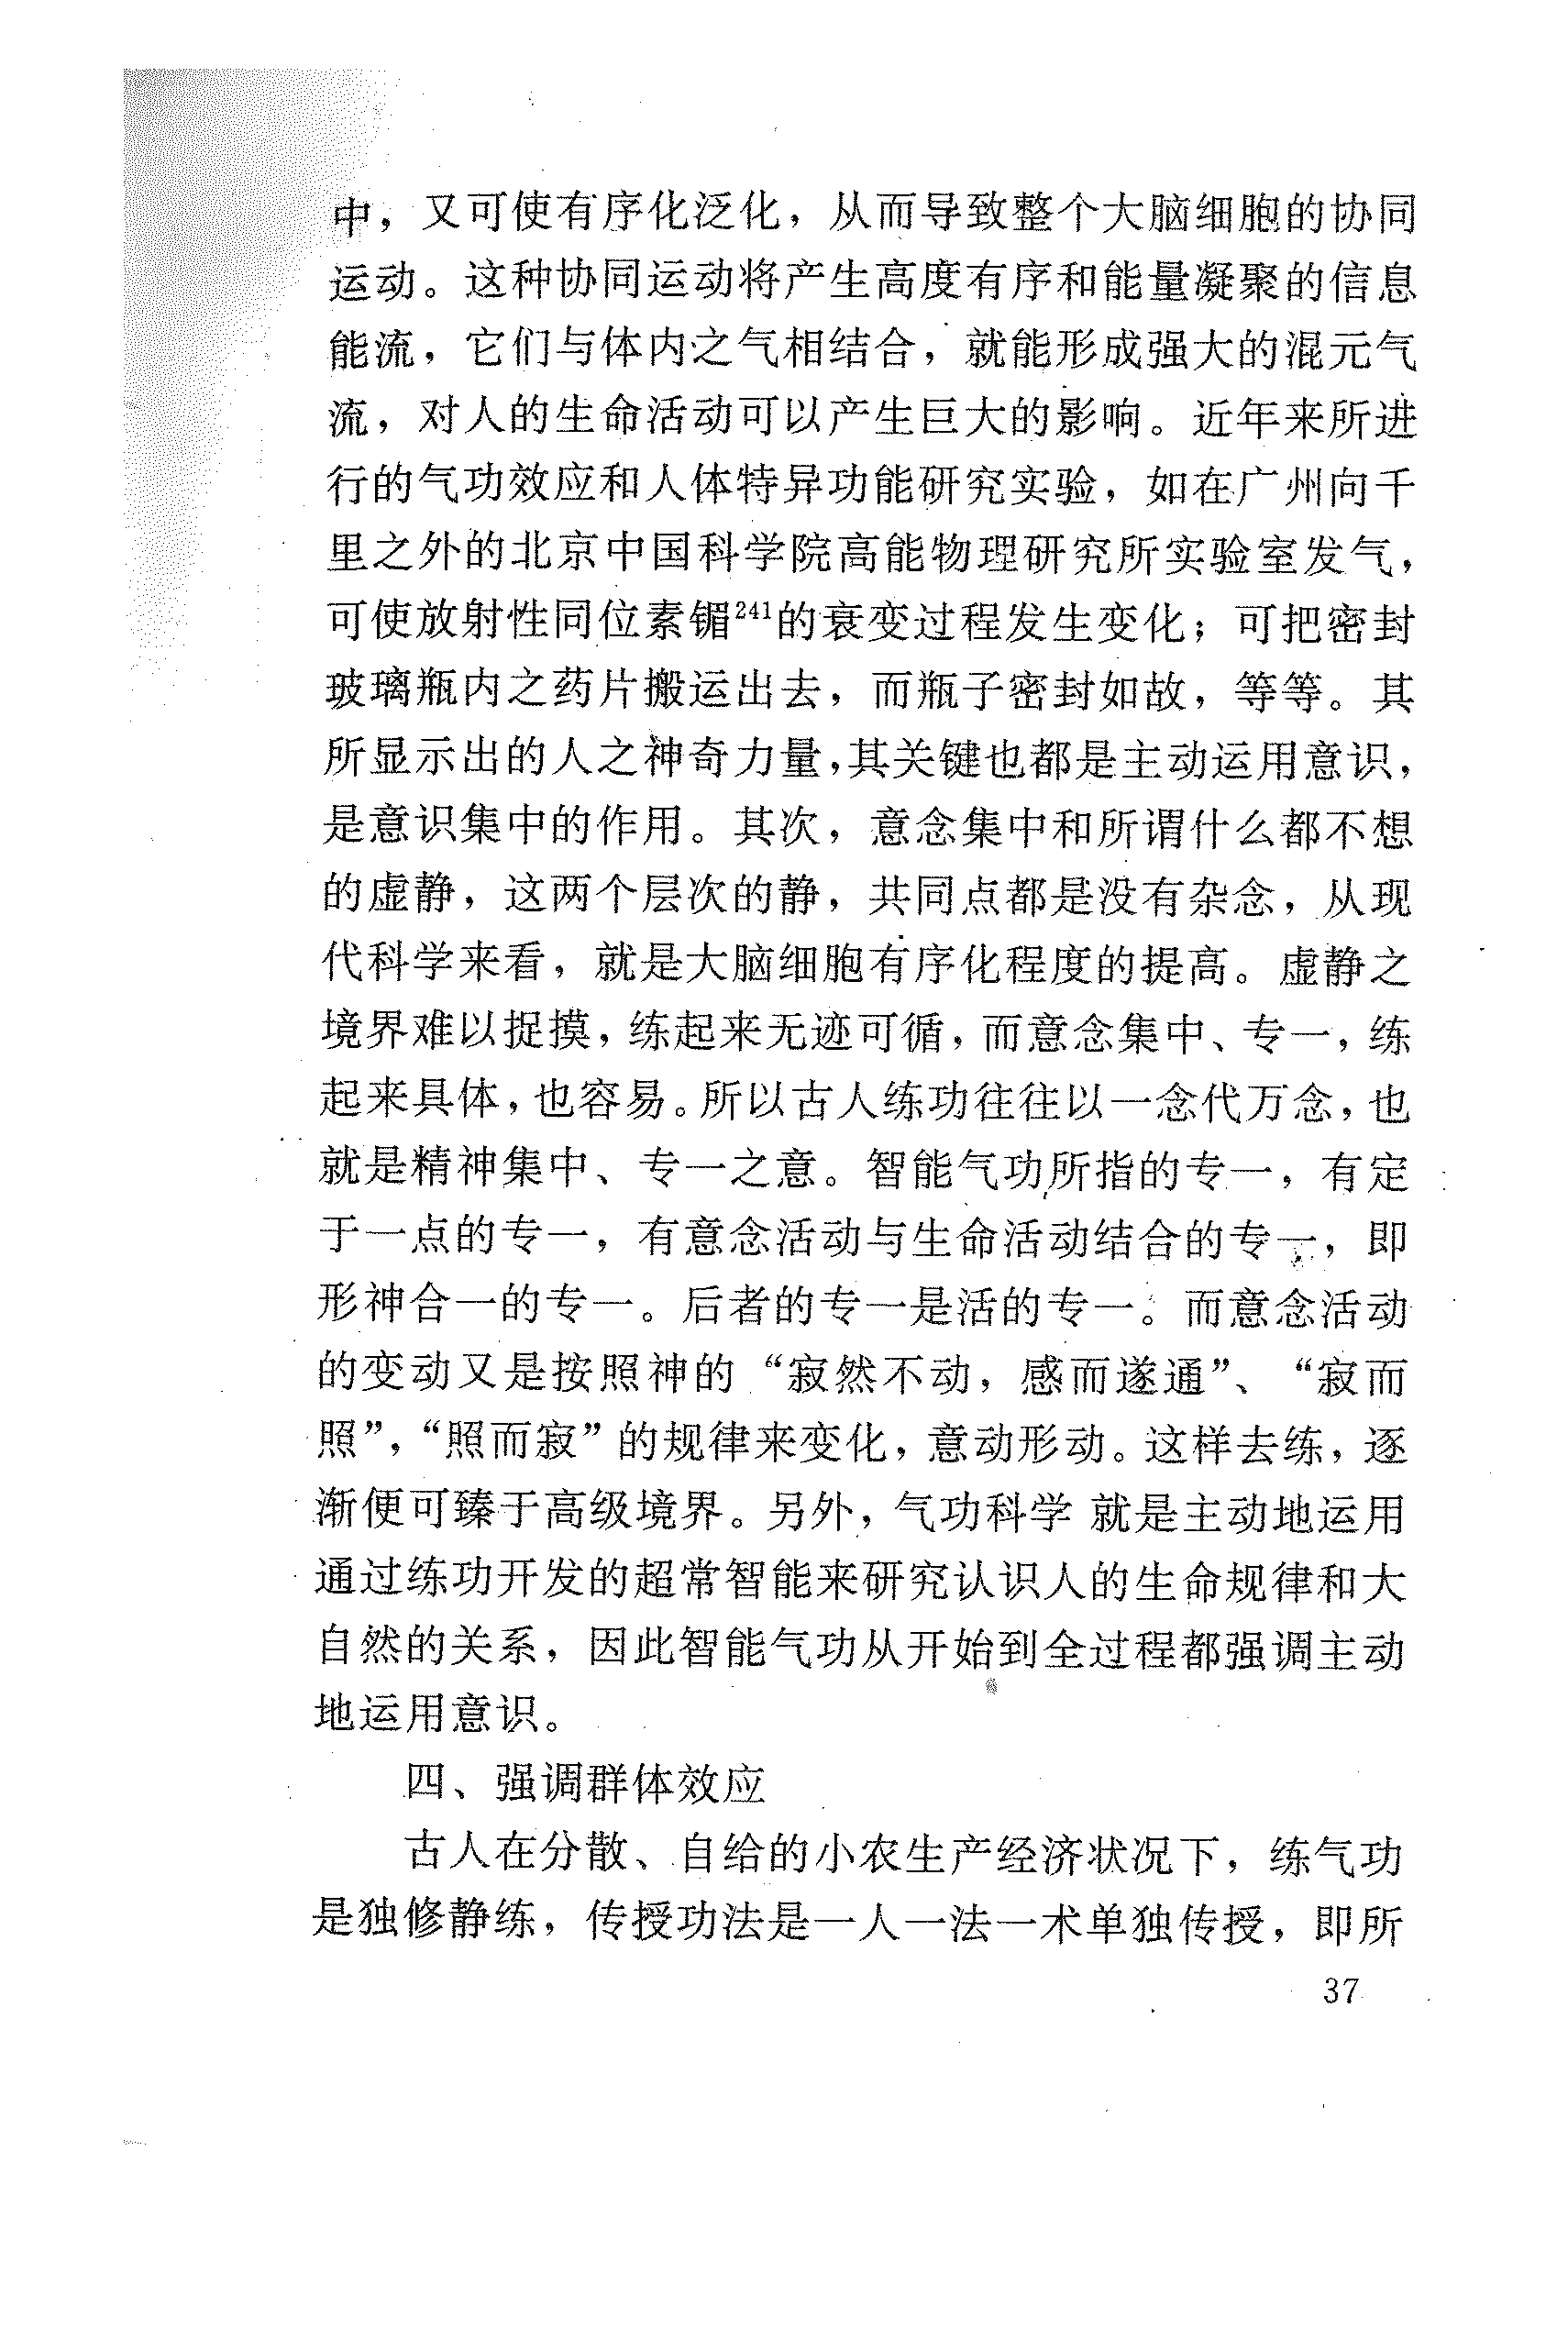 中，又可使有序化泛化，从而导致整个大脑细胞的协同
运动。这种协同运动将产生高度有序和能量凝聚的信息
能流，它们与体内之气相结合，就能形成强大的混元气
流，对人的生命活动可以产生巨大的影响。近年来所进
行的气功效应和人体特异功能研究实验，如在广州向千
里之外的北京中国科学院高能物理研究所实验室发气，
可使放射性同位素镅²⁴¹的衰变过程发生变化；可把密封
玻璃瓶内之药片搬运出去，而瓶子密封如故，等等。其
所显示出的人之神奇力量，其关键也都是主动运用意识，
是意识集中的作用。其次，意念集中和所谓什么都不想
的虚静，这两个层次的静，共同点都是没有杂念，从现
代科学来看，就是大脑细胞有序化程度的提高。虚静之
境界难以捉摸，练起来无迹可循，而意念集中、专一，练
起来具体，也容易。所以古人练功往往以一念代万念，也
就是精神集中、专一之意。智能气功所指的专一，有定
于一点的专一，有意念活动与生命活动结合的专一，即
形神合一的专一。后者的专一是活的专一。而意念活动
的变动又是按照神的“寂然不动，感而遂通”、“寂而
照”，“照而寂”的规律来变化，意动形动。这样去练，逐
渐便可臻于高级境界。另外，气功科学 就是主动地运用
通过练功开发的超常智能来研究认识人的生命规律和大
自然的关系，因此智能气功从开始到全过程都强调主动
地运用意识。
四、强调群体效应
古人在分散、自给的小农生产经济状况下，练气功
是独修静练，传授功法是一人一法一术单独传授，即所
37